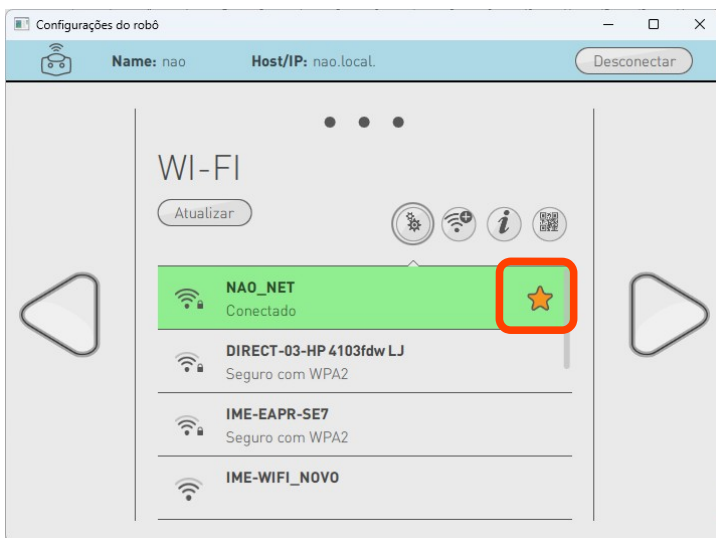 Configurações do robô
Name: nao Host/IP: nao.local. Desconectar
WI-FI
Atualizar
NAO_NET
Conectado
DIRECT-03-HP 4103fdw LJ
Seguro com WPA2
IME-EAPR-SE7
Seguro com WPA2
IME-WIFI_NOVO